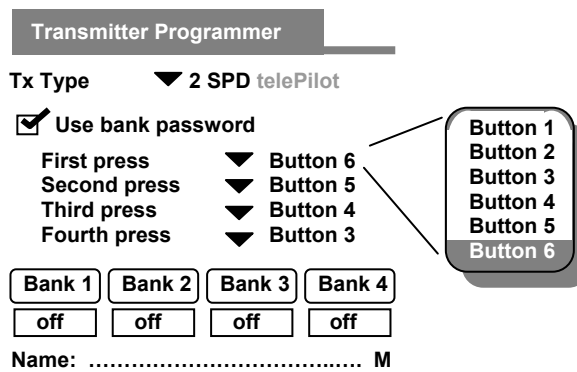 Transmitter Programmer
Tx Type 2 SPD telePilot
Use bank password
First press Button 6
Second press Button 5
Third press Button 4
Fourth press Button 3
Button 1
Button 2
Button 3
Button 4
Button 5
Button 6
Bank 1 Bank 2 Bank 3 Bank 4
off off off off
Name: ………………………………... M